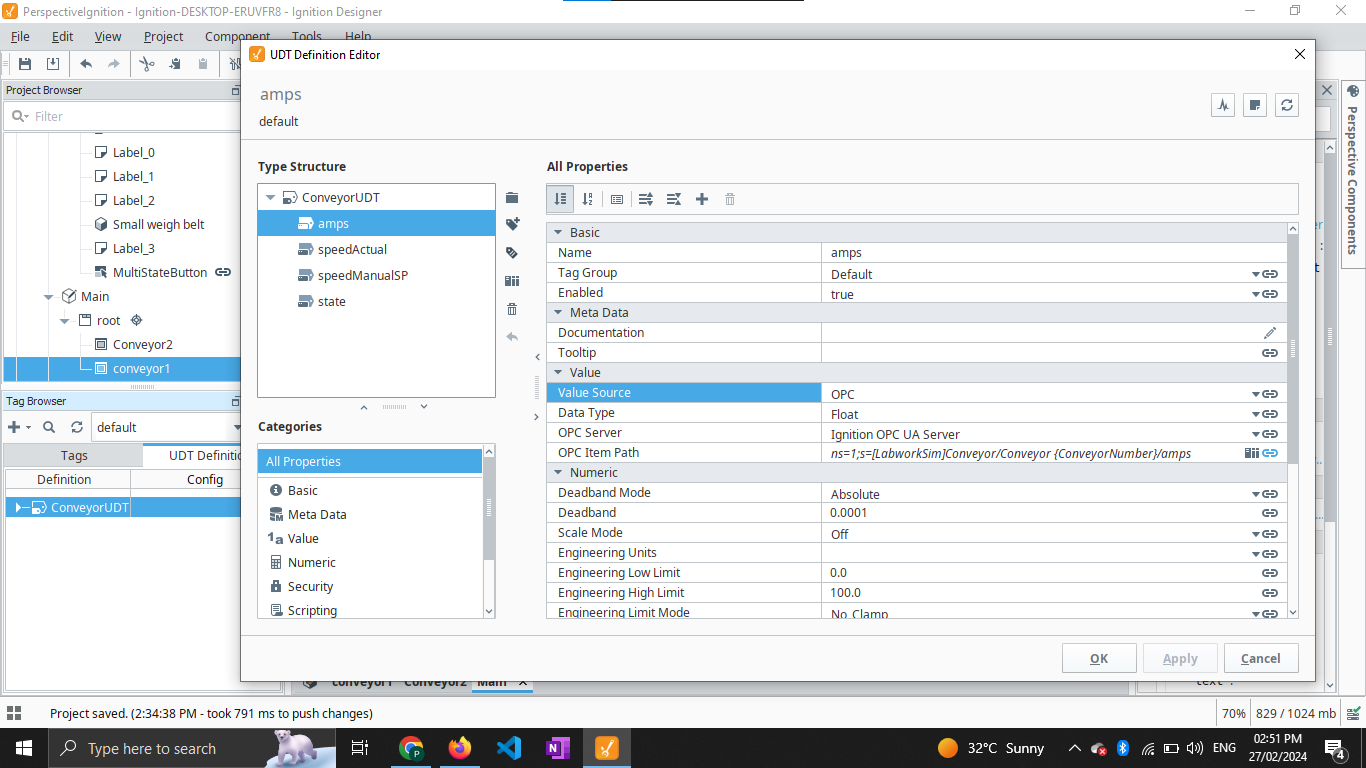 PerspectiveIgnition - Ignition-DESKTOP-ERUVFR8 - Ignition Designer
File Edit View Project Component Tools Help
UDT Definition Editor
Project Browser
Filter
Label_0
Label_1
Label_2
Small weigh belt
Label_3
MultiStateButton
Main
root
Conveyor2
conveyor1
Tag Browser
default
Tags UDT Definitio
Definition Config
ConveyorUDT
amps
default
Type Structure
ConveyorUDT
amps
speedActual
speedManualSP
state
Categories
All Properties
Basic
Meta Data
1a Value
Numeric
Security
Scripting
All Properties
Basic
Name amps
Tag Group Default
Enabled true
Meta Data
Documentation
Tooltip
Value
Value Source OPC
Data Type Float
OPC Server Ignition OPC UA Server
OPC Item Path ns=1;s=[LabworkSim]Conveyor/Conveyor {ConveyorNumber}/amps
Numeric
Deadband Mode Absolute
Deadband 0.0001
Scale Mode Off
Engineering Units
Engineering Low Limit 0.0
Engineering High Limit 100.0
Engineering Limit Mode No_Clamp
OK Apply Cancel
Perspective Components
conveyor1 Conveyor2 Main
text :
Project saved. (2:34:38 PM - took 791 ms to push changes)
70% 829 / 1024 mb
Type here to search
32°C Sunny
ENG
02:51 PM
27/02/2024
4